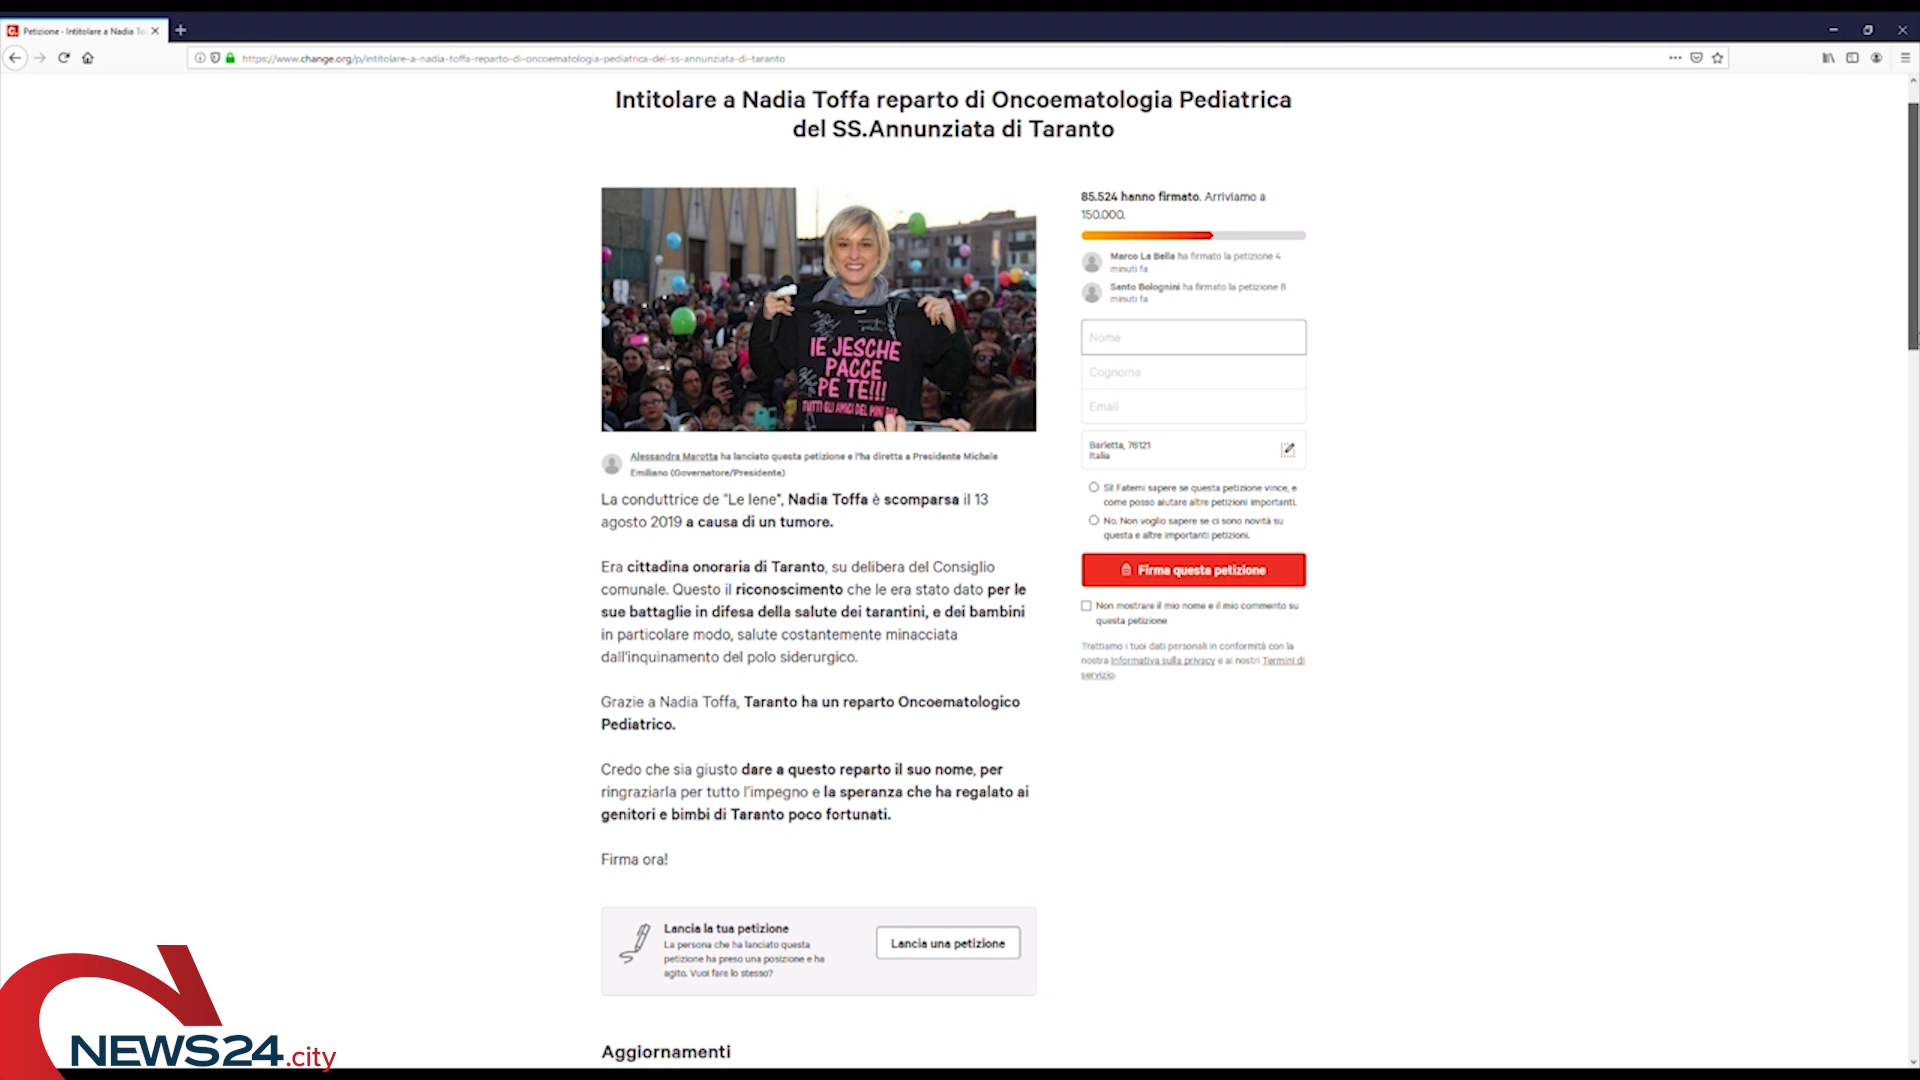 Petizione - Intitolare a Nadia To
https://www.change.org/p/intitolare-a-nadia-toffa-reparto-di-oncoematologia-pediatrica-del-ss-annunziata-di-taranto
Intitolare a Nadia Toffa reparto di Oncoematologia Pediatrica
del SS.Annunziata di Taranto
IE JESCHE
PACCE
PE TE!!!
TUTTI GLI AMICI DEL MINI BAR
85.524 hanno firmato. Arriviamo a
150.000.
Marco La Bella ha firmato la petizione 4
minuti fa
Santo Bolognini ha firmato la petizione 8
minuti fa
Nome
Cognome
Email
Barletta, 76121
Italia
Sì! Fatemi sapere se questa petizione vince, e
come posso aiutare altre petizioni importanti.
No. Non voglio sapere se ci sono novità su
questa e altre importanti petizioni.
Firma questa petizione
Non mostrare il mio nome e il mio commento su
questa petizione
Trattiamo i tuoi dati personali in conformità con la
nostra Informativa sulla privacy e ai nostri Termini di
servizio.
Alessandra Marotta ha lanciato questa petizione e l'ha diretta a Presidente Michele
Emiliano (Governatore/Presidente)
La conduttrice de "Le Iene", Nadia Toffa è scomparsa il 13
agosto 2019 a causa di un tumore.
Era cittadina onoraria di Taranto, su delibera del Consiglio
comunale. Questo il riconoscimento che le era stato dato per le
sue battaglie in difesa della salute dei tarantini, e dei bambini
in particolare modo, salute costantemente minacciata
dall'inquinamento del polo siderurgico.
Grazie a Nadia Toffa, Taranto ha un reparto Oncoematologico
Pediatrico.
Credo che sia giusto dare a questo reparto il suo nome, per
ringraziarla per tutto l'impegno e la speranza che ha regalato ai
genitori e bimbi di Taranto poco fortunati.
Firma ora!
Lancia la tua petizione
La persona che ha lanciato questa
petizione ha preso una posizione e ha
agito. Vuoi fare lo stesso?
Lancia una petizione
Aggiornamenti
NEWS24.city